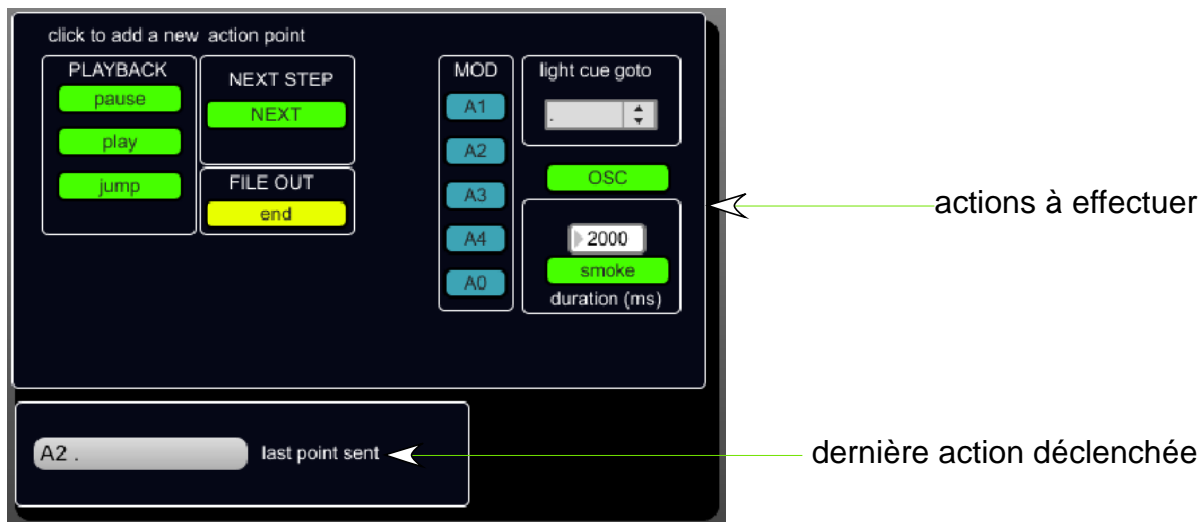 click to add a new action point
PLAYBACK
pause
play
jump
NEXT STEP
NEXT
FILE OUT
end
MOD
A1
A2
A3
A4
A0
light cue goto
.
OSC
2000
smoke
duration (ms)
actions à effectuer
A2 .
last point sent
dernière action déclenchée